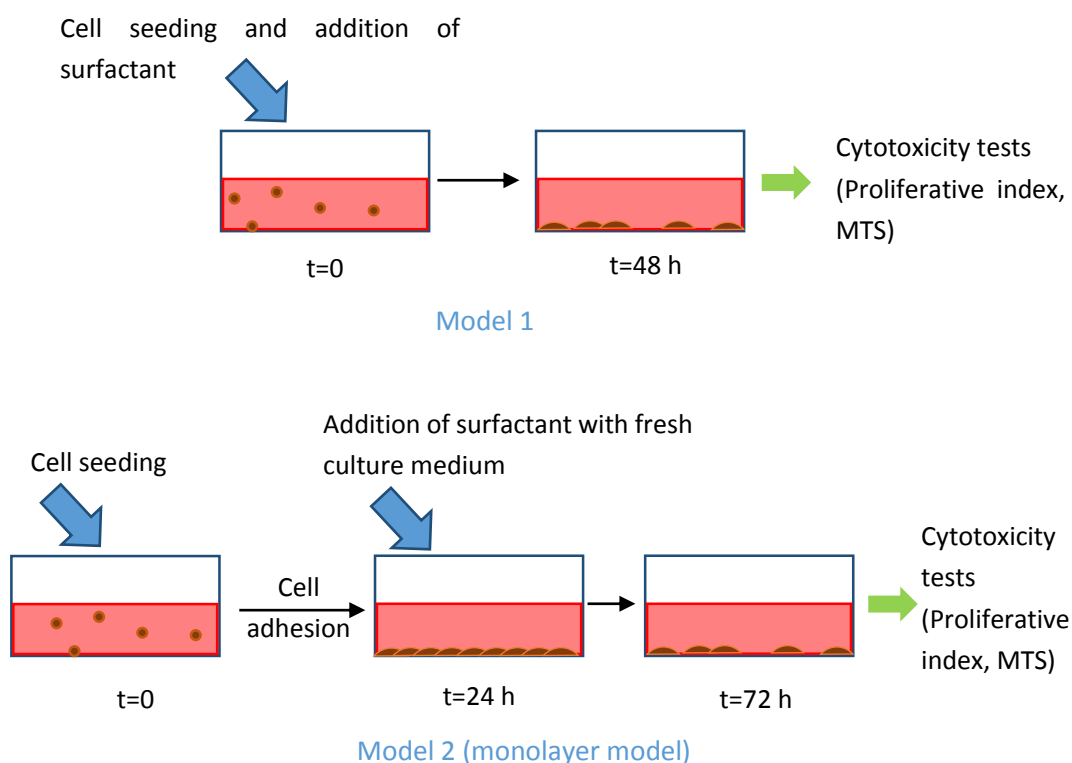 Cell seeding and addition of
surfactant
Cytotoxicity tests
(Proliferative index,
MTS)
t=0
t=48 h
Model 1
Addition of surfactant with fresh
culture medium
Cell seeding
Cell
adhesion
Cytotoxicity
tests
(Proliferative
index, MTS)
t=0
t=24 h
t=72 h
Model 2 (monolayer model)